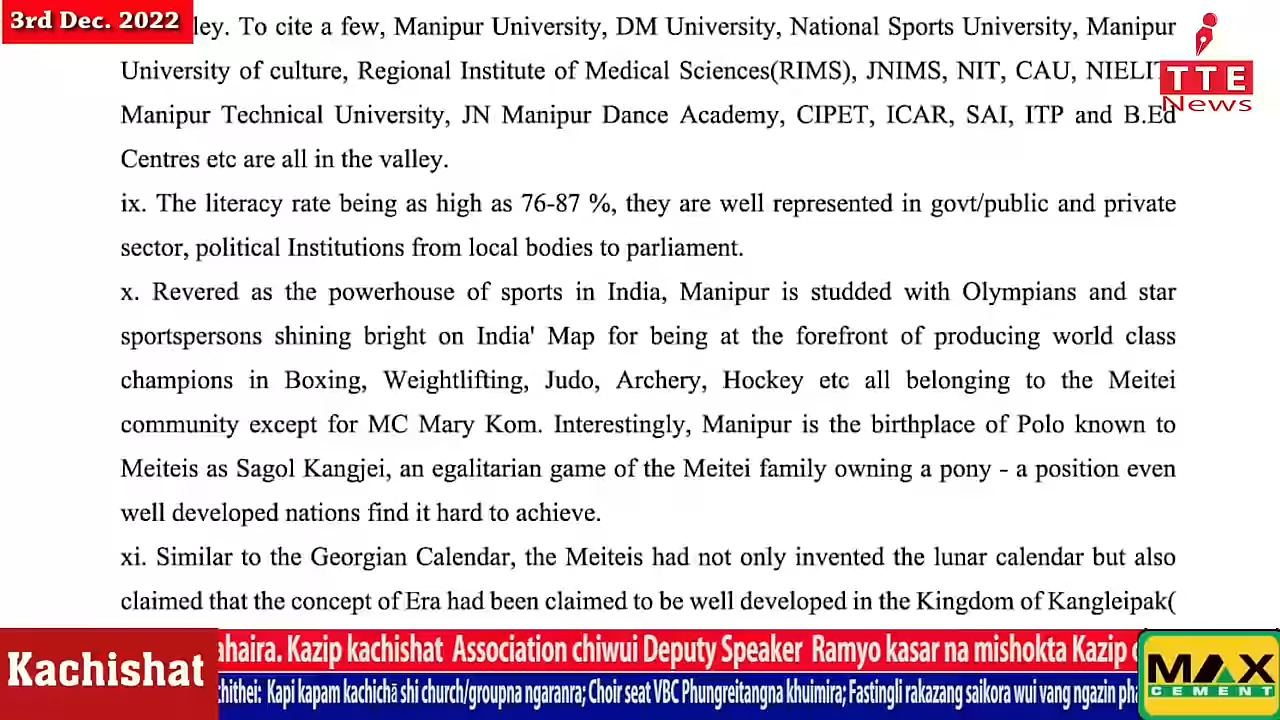 3rd Dec. 2022
ley. To cite a few, Manipur University, DM University, National Sports University, Manipur
University of culture, Regional Institute of Medical Sciences(RIMS), JNIMS, NIT, CAU, NIELIT
TTE
News
Manipur Technical University, JN Manipur Dance Academy, CIPET, ICAR, SAI, ITP and B.Ed
Centres etc are all in the valley.
ix. The literacy rate being as high as 76-87 %, they are well represented in govt/public and private
sector, political Institutions from local bodies to parliament.
x. Revered as the powerhouse of sports in India, Manipur is studded with Olympians and star
sportspersons shining bright on India' Map for being at the forefront of producing world class
champions in Boxing, Weightlifting, Judo, Archery, Hockey etc all belonging to the Meitei
community except for MC Mary Kom. Interestingly, Manipur is the birthplace of Polo known to
Meiteis as Sagol Kangjei, an egalitarian game of the Meitei family owning a pony - a position even
well developed nations find it hard to achieve.
xi. Similar to the Georgian Calendar, the Meiteis had not only invented the lunar calendar but also
claimed that the concept of Era had been claimed to be well developed in the Kingdom of Kangleipak(
Kachishat
ahaira. Kazip kachishat Association chiwui Deputy Speaker Ramyo kasar na mishokta Kazip
chithei: Kapi kapam kachichā shi church/groupna ngaranra; Choir seat VBC Phungreitangna khuimira; Fastingli rakazang saikora wui vang ngazin pha
MAX
CEMENT